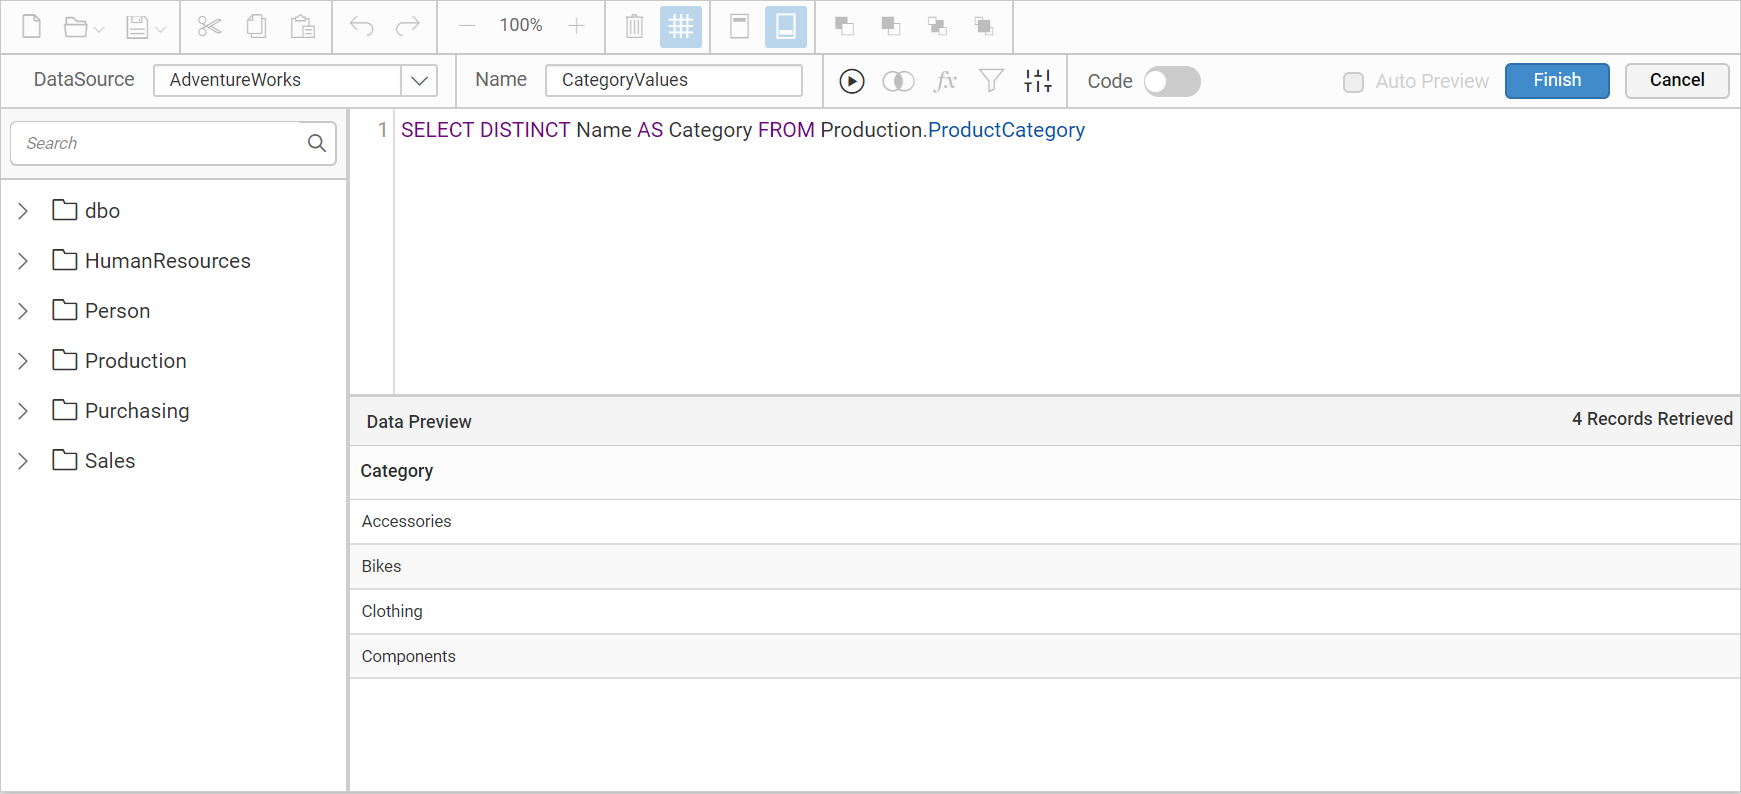 100%
DataSource AdventureWorks Name CategoryValues fx Code Auto Preview Finish Cancel
Search
1 SELECT DISTINCT Name AS Category FROM Production.ProductCategory
dbo
HumanResources
Person
Production
Purchasing
Sales
Data Preview 4 Records Retrieved
Category
Accessories
Bikes
Clothing
Components